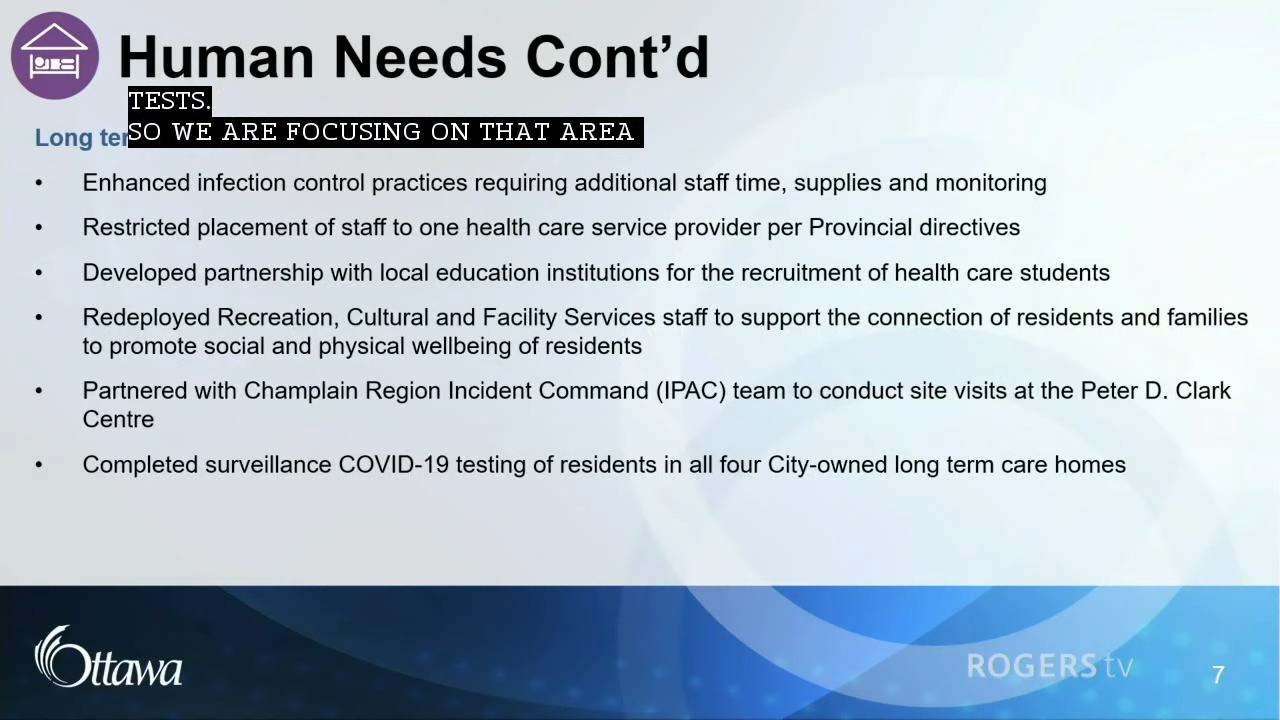 Human Needs Cont’d
TESTS.
SO WE ARE FOCUSING ON THAT AREA
Long
• Enhanced infection control practices requiring additional staff time, supplies and monitoring
• Restricted placement of staff to one health care service provider per Provincial directives
• Developed partnership with local education institutions for the recruitment of health care students
• Redeployed Recreation, Cultural and Facility Services staff to support the connection of residents and families
to promote social and physical wellbeing of residents
• Partnered with Champlain Region Incident Command (IPAC) team to conduct site visits at the Peter D. Clark
Centre
• Completed surveillance COVID-19 testing of residents in all four City-owned long term care homes
Ottawa
ROGERS tv
7